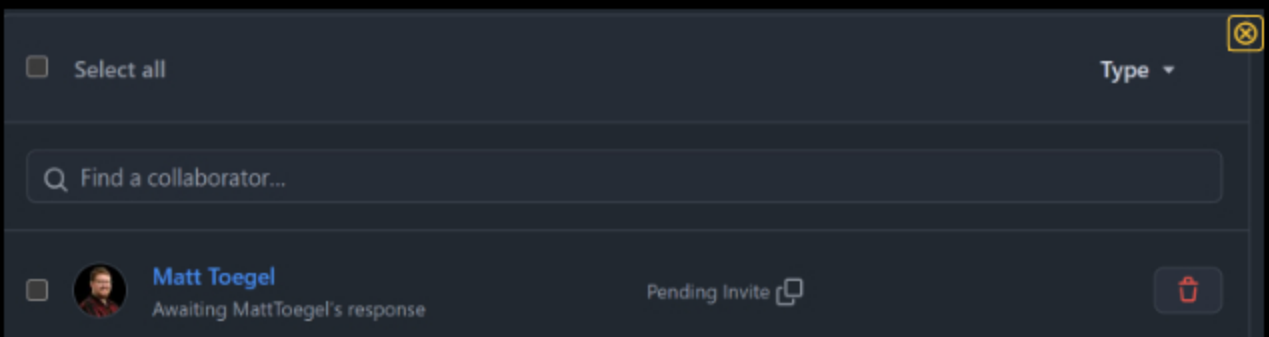 Select all
Type
Find a collaborator...
Matt Toegel
Awaiting MattToegel's response
Pending Invite